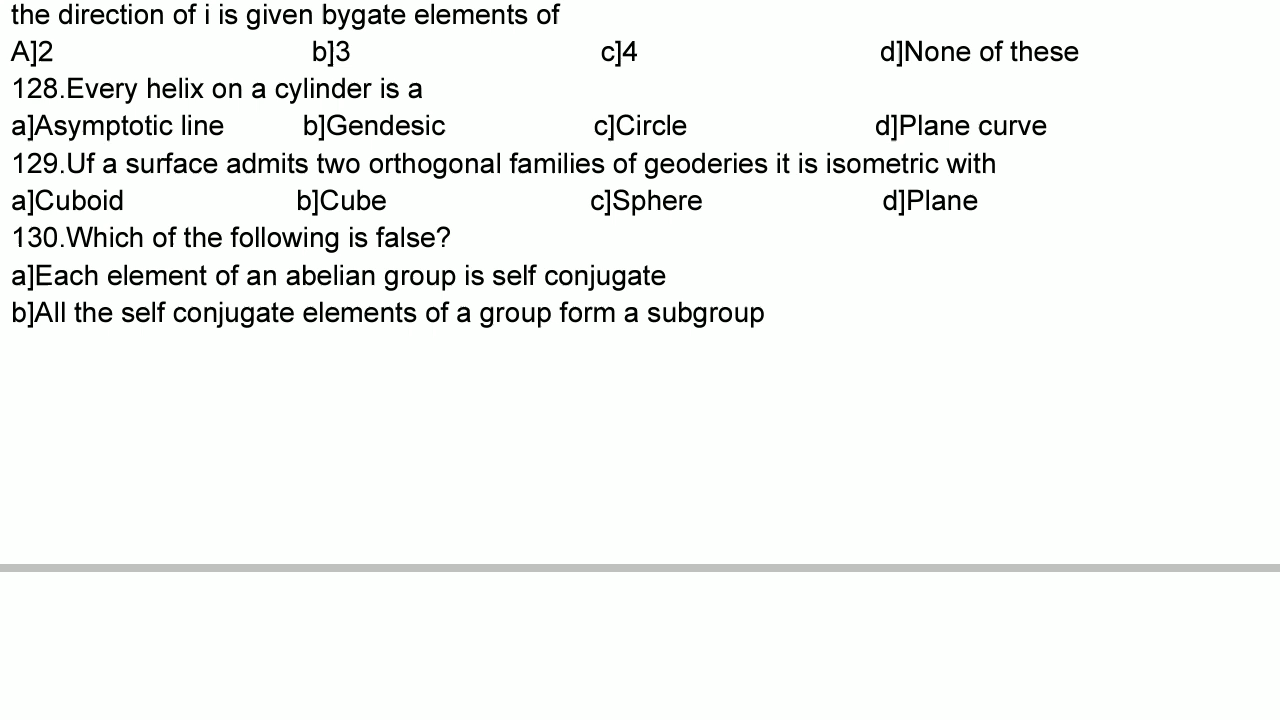 the direction of i is given bygate elements of
A]2 b]3 c]4 d]None of these
128.Every helix on a cylinder is a
a]Asymptotic line b]Gendesic c]Circle d]Plane curve
129.Uf a surface admits two orthogonal families of geoderies it is isometric with
a]Cuboid b]Cube c]Sphere d]Plane
130.Which of the following is false?
a]Each element of an abelian group is self conjugate
b]All the self conjugate elements of a group form a subgroup